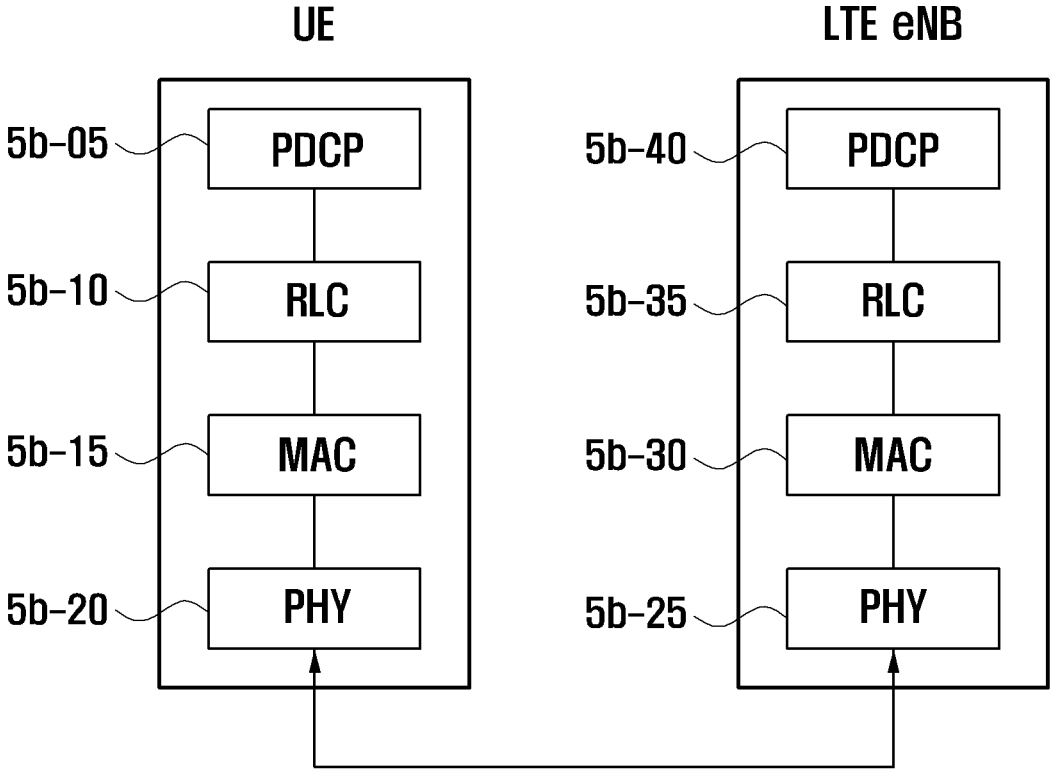 UE
LTE eNB
5b-05
PDCP
5b-40
PDCP
5b-10
RLC
5b-35
RLC
5b-15
MAC
5b-30
MAC
5b-20
PHY
5b-25
PHY